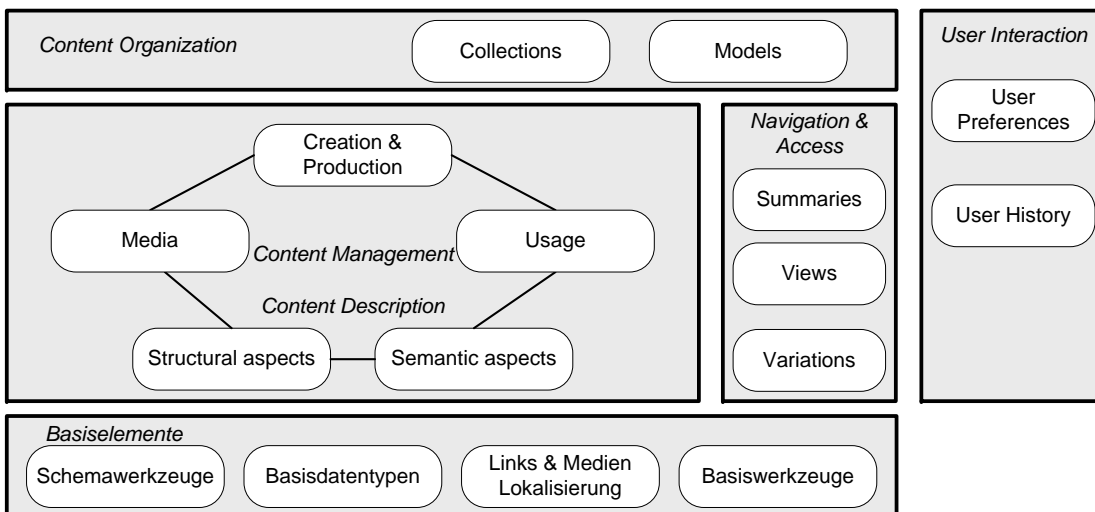 Content Organization
Collections
Models
Creation &
Production
Media
Usage
Content Management
Content Description
Structural aspects
Semantic aspects
Navigation &
Access
Summaries
Views
Variations
User Interaction
User
Preferences
User History
Basiselemente
Schemawerkzeuge
Basisdatentypen
Links & Medien
Lokalisierung
Basiswerkzeuge